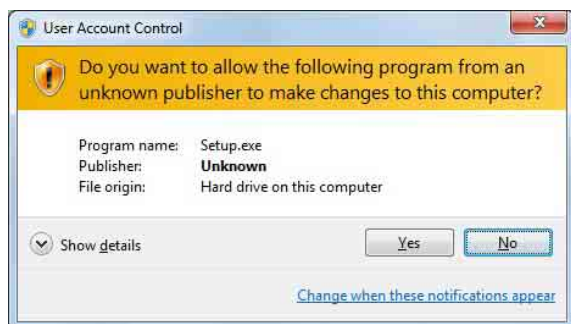 User Account Control
Do you want to allow the following program from an
unknown publisher to make changes to this computer?
Program name: Setup.exe
Publisher: Unknown
File origin: Hard drive on this computer
Show details
Yes
No
Change when these notifications appear